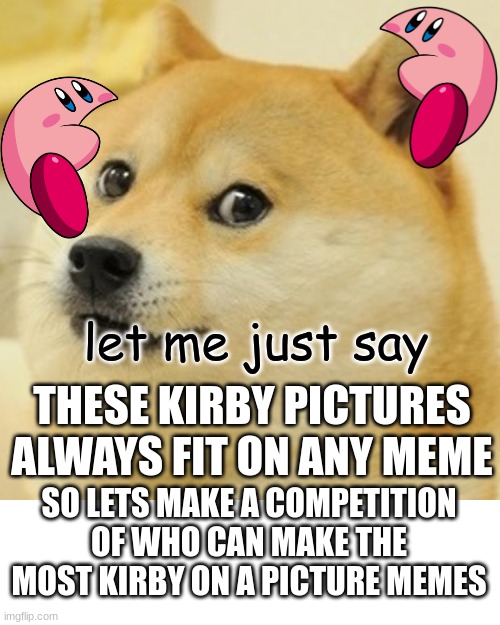 let me just say
THESE KIRBY PICTURES
ALWAYS FIT ON ANY MEME
SO LETS MAKE A COMPETITION
OF WHO CAN MAKE THE
MOST KIRBY ON A PICTURE MEMES
imgflip.com